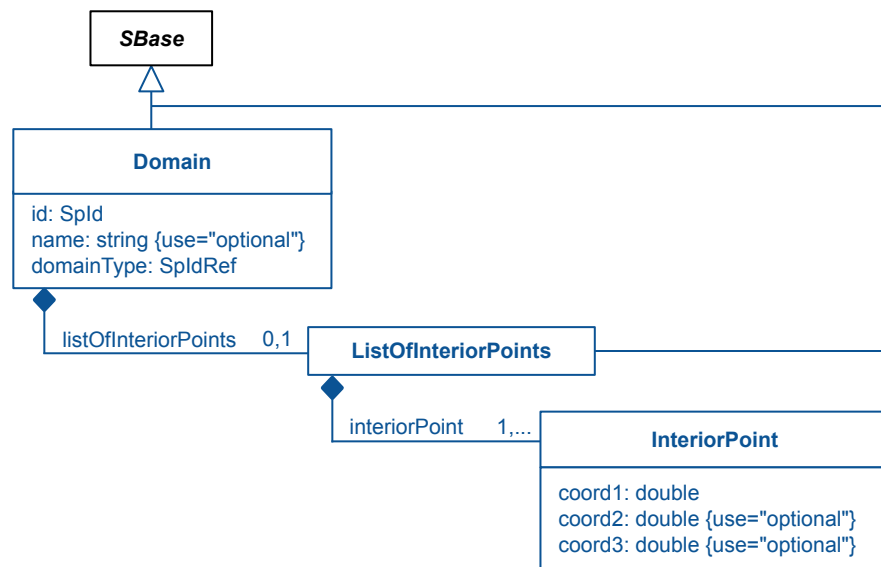 SBase
Domain
id: SpId
name: string {use="optional"}
domainType: SpIdRef
listOfInteriorPoints 0,1
ListOfInteriorPoints
interiorPoint 1,...
InteriorPoint
coord1: double
coord2: double {use="optional"}
coord3: double {use="optional"}